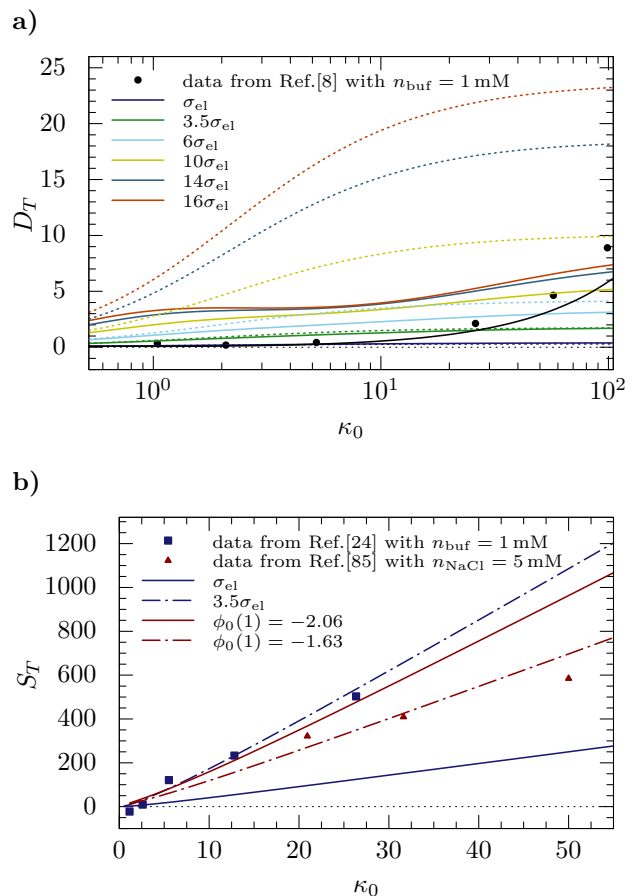 a)
25
20
15
10
5
0
D_T
data from Ref.[8] with n_buf = 1 mM
σ_el
3.5σ_el
6σ_el
10σ_el
14σ_el
16σ_el
10^0
10^1
10^2
κ_0
b)
1200
1000
800
600
400
200
0
S_T
data from Ref.[24] with n_buf = 1 mM
data from Ref.[85] with n_NaCl = 5 mM
σ_el
3.5σ_el
ϕ_0(1) = −2.06
ϕ_0(1) = −1.63
0 10 20 30 40 50
κ_0